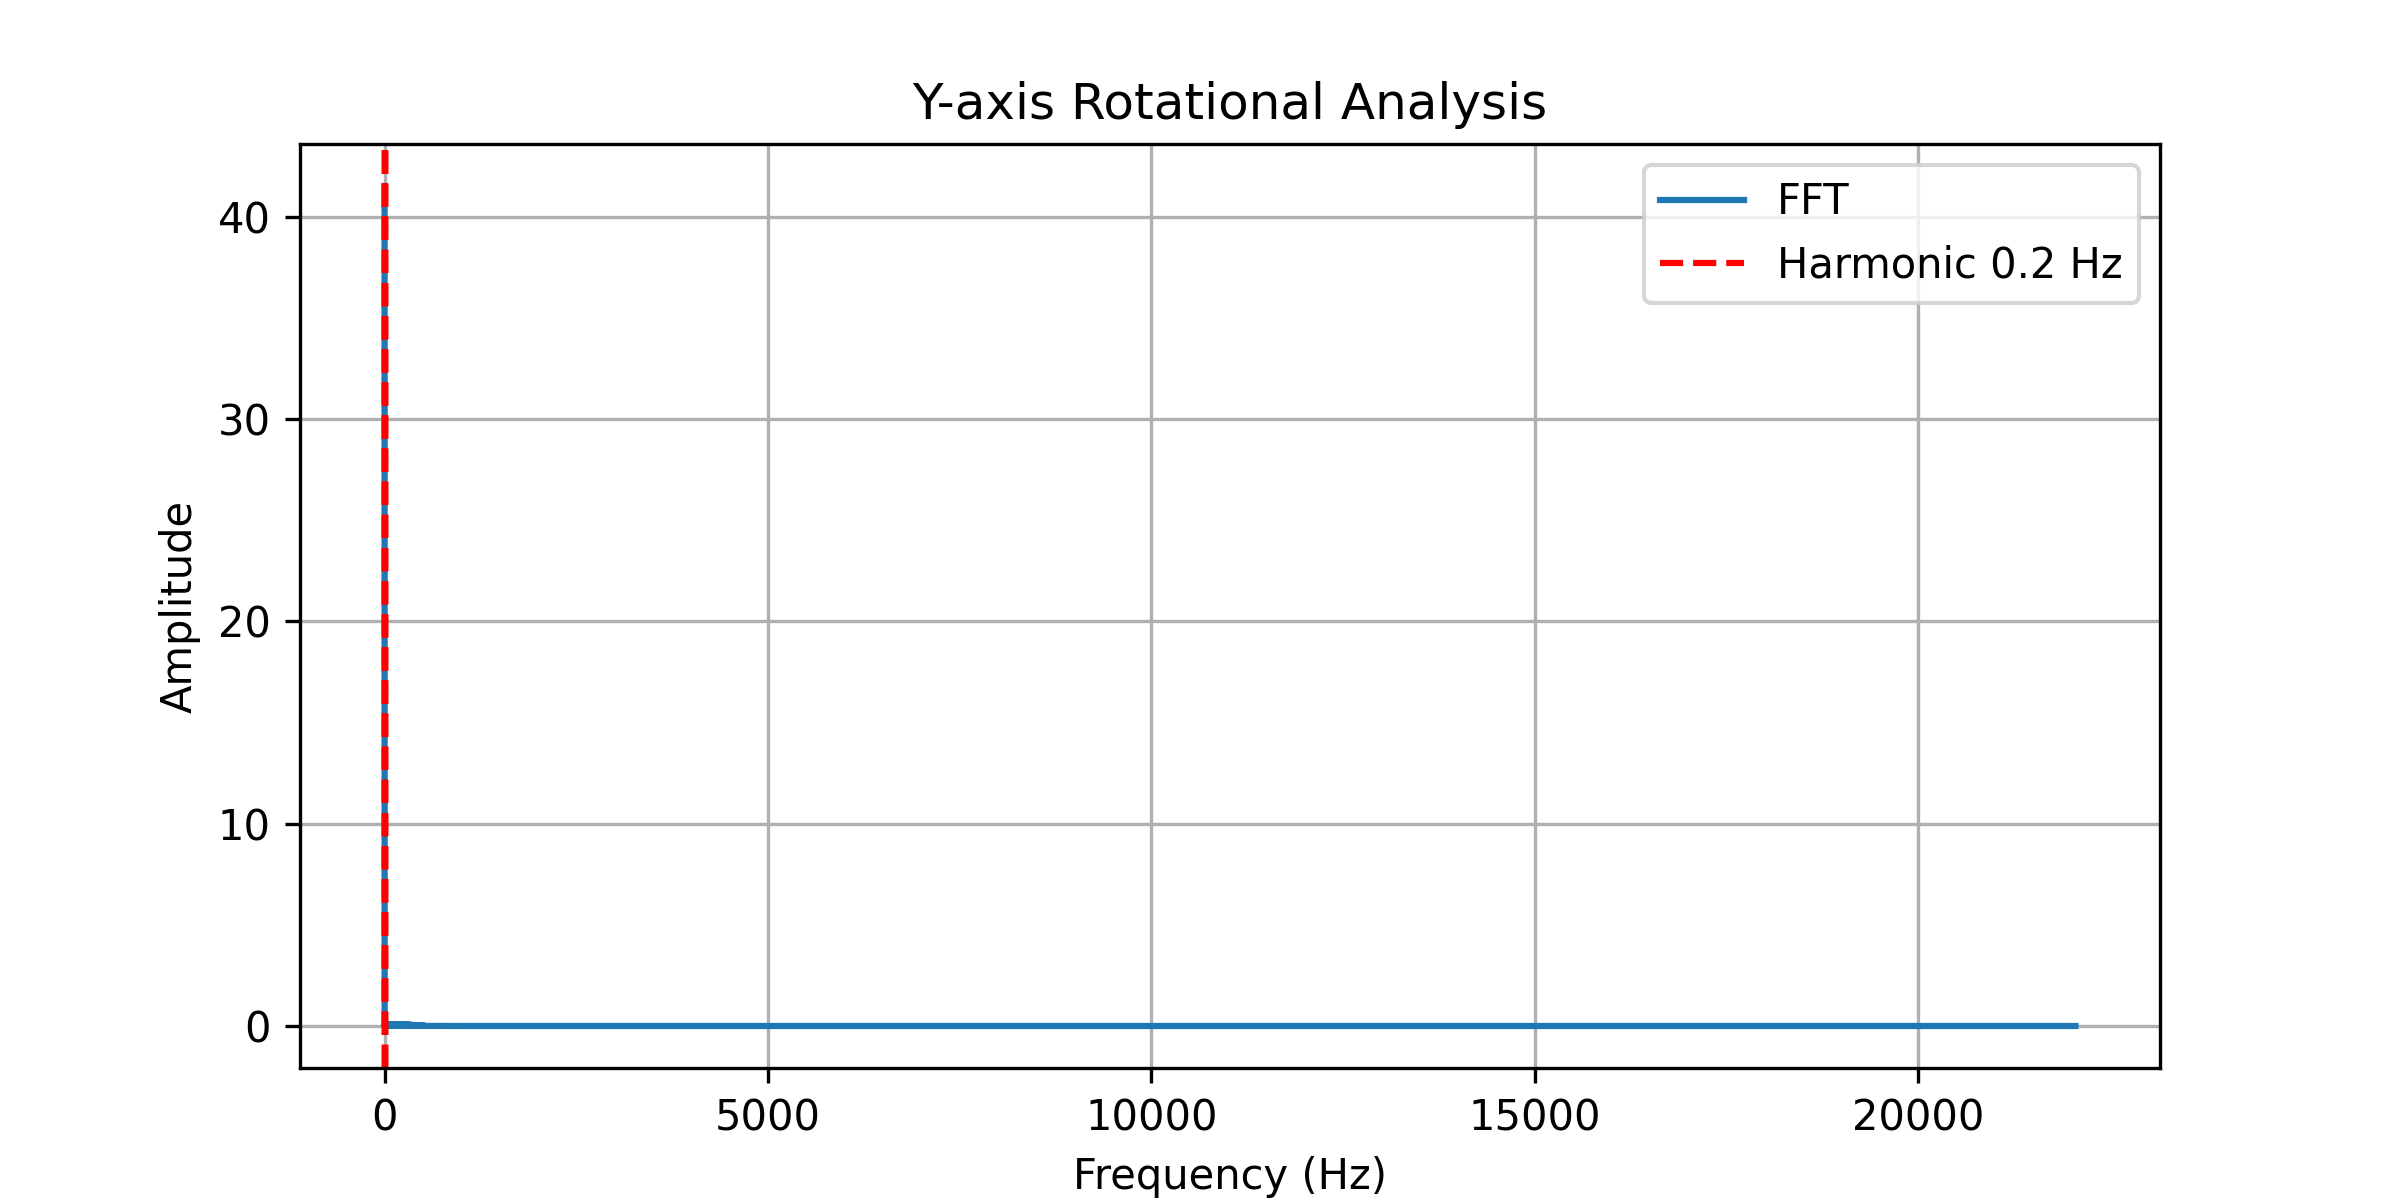 Y-axis Rotational Analysis
FFT
Harmonic 0.2 Hz
40
30
20
10
0
Amplitude
0 5000 10000 15000 20000
Frequency (Hz)